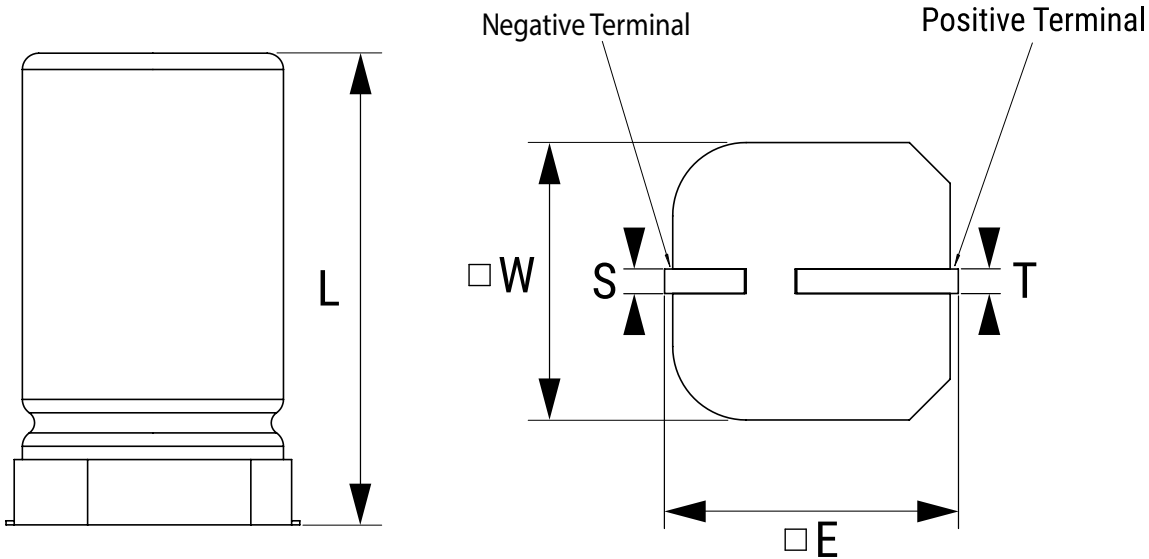 Negative Terminal
Positive Terminal
L
□ W
S
T
□ E